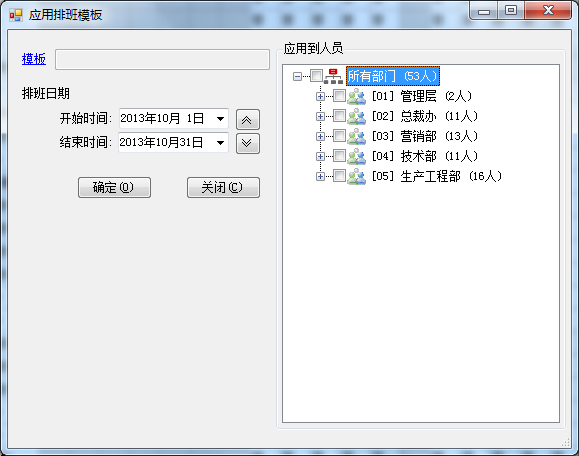 应用排班模板
模板
排班日期
开始时间: 2013年10月 1日
结束时间: 2013年10月31日
确定(O) 关闭(C)
应用到人员
所有部门 (53人)
[01] 管理层 (2人)
[02] 总裁办 (11人)
[03] 营销部 (13人)
[04] 技术部 (11人)
[05] 生产工程部 (16人)